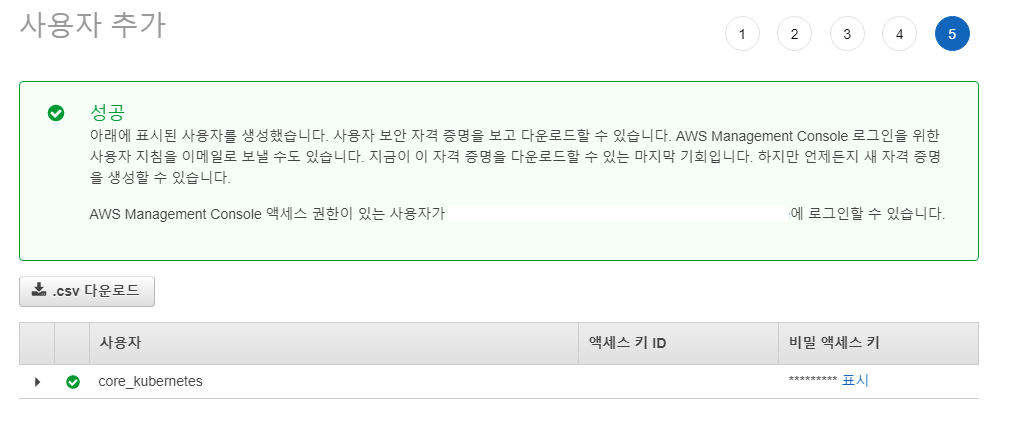 사용자 추가
1 2 3 4 5
성공
아래에 표시된 사용자를 생성했습니다. 사용자 보안 자격 증명을 보고 다운로드할 수 있습니다. AWS Management Console 로그인을 위한
사용자 지침을 이메일로 보낼 수도 있습니다. 지금이 이 자격 증명을 다운로드할 수 있는 마지막 기회입니다. 하지만 언제든지 새 자격 증명
을 생성할 수 있습니다.
AWS Management Console 액세스 권한이 있는 사용자가 에 로그인할 수 있습니다.
.csv 다운로드
사용자 액세스 키 ID 비밀 액세스 키
core_kubernetes ********* 표시